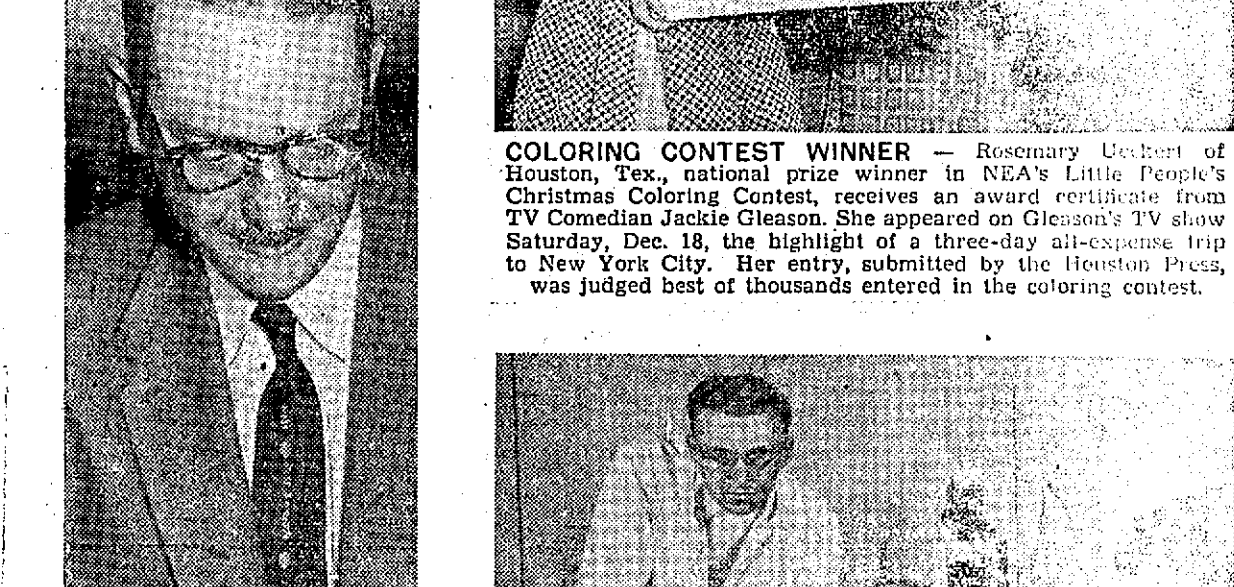 COLORING CONTEST WINNER — Rosemary Ueckert of
Houston, Tex., national prize winner in NEA's Little People's
Christmas Coloring Contest, receives an award certificate from
TV Comedian Jackie Gleason. She appeared on Gleason's TV show
Saturday, Dec. 18, the highlight of a three-day all-expense trip
to New York City. Her entry, submitted by the Houston Press,
was judged best of thousands entered in the coloring contest.